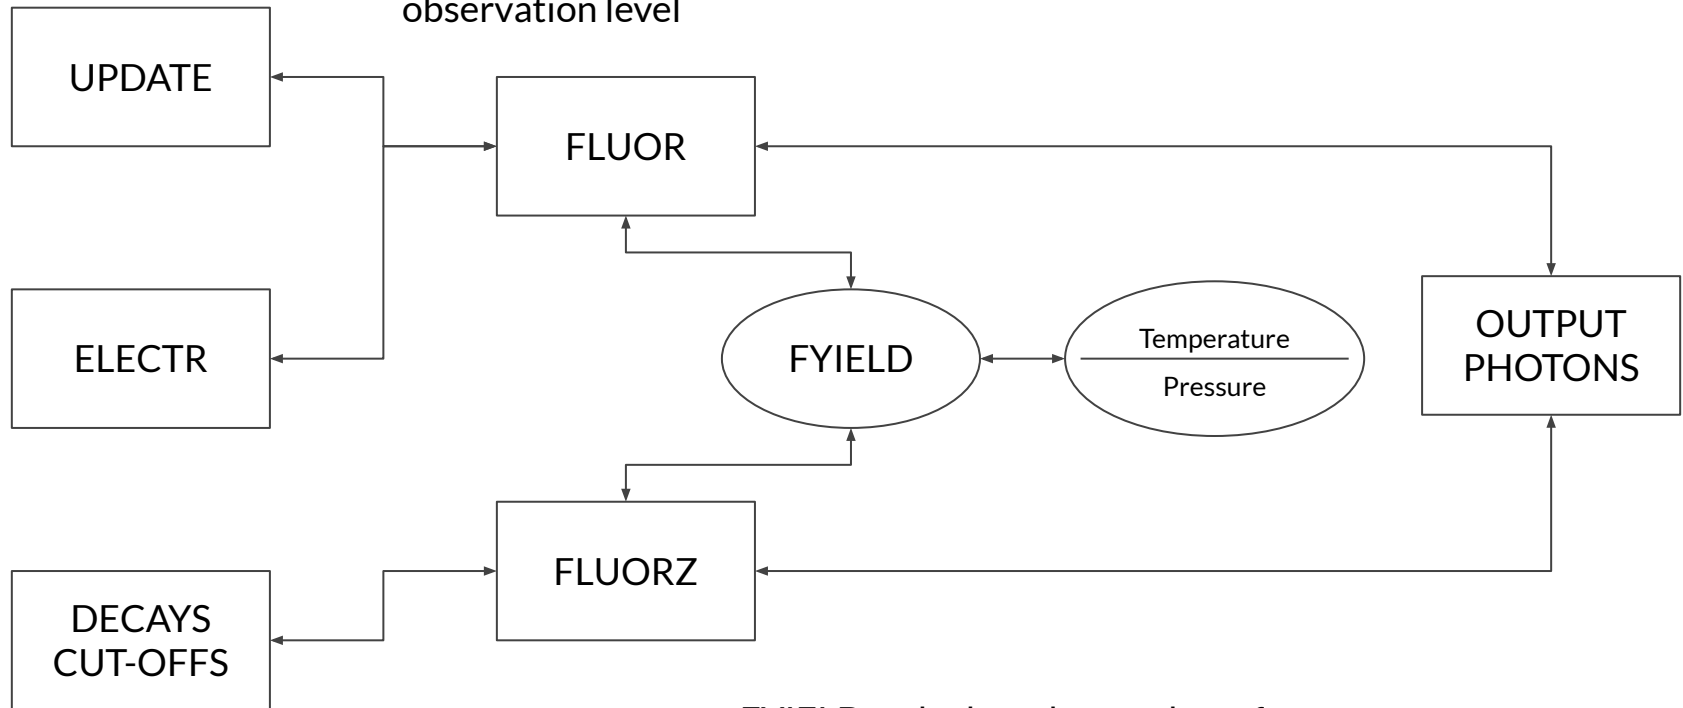 observation level
UPDATE
FLUOR
ELECTR
FYIELD
Temperature
Pressure
OUTPUT
PHOTONS
FLUORZ
DECAYS
CUT-OFFS